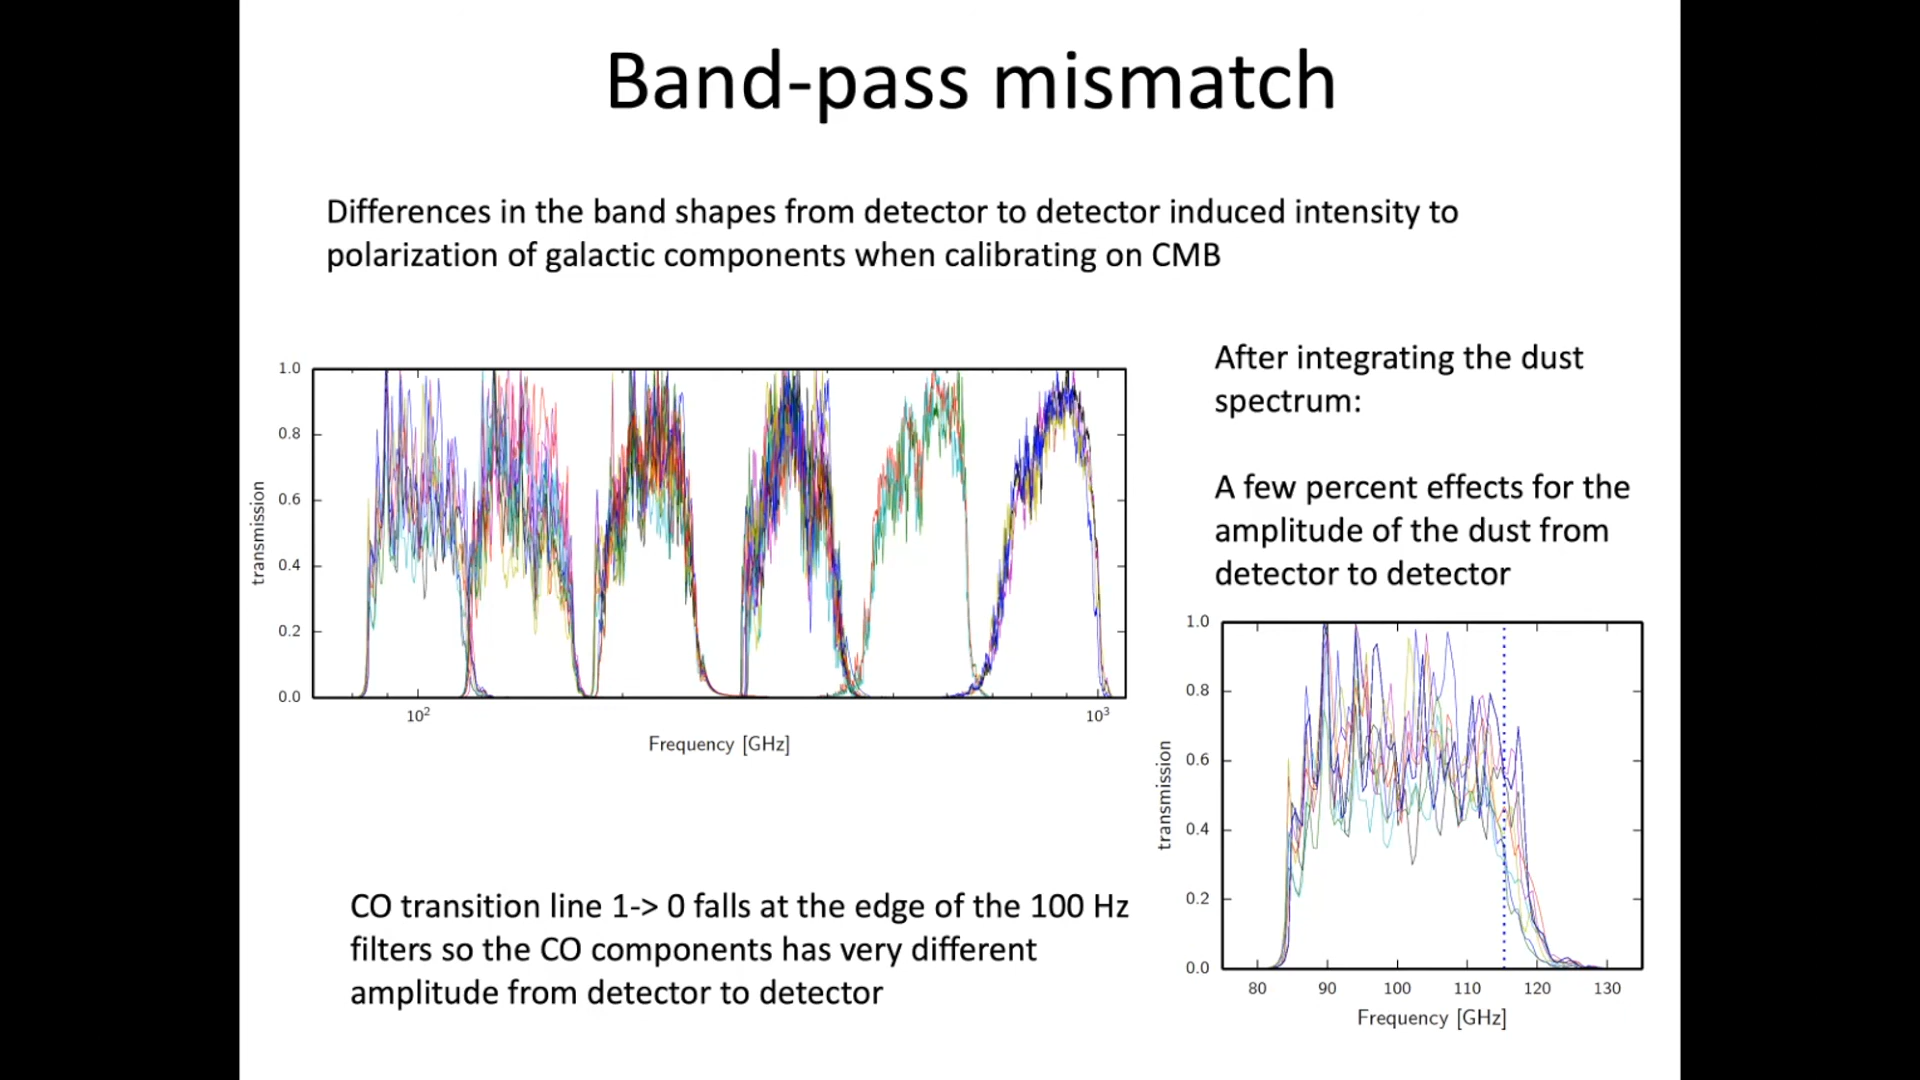 Band-pass mismatch
Differences in the band shapes from detector to detector induced intensity to
polarization of galactic components when calibrating on CMB
1.0
0.8
0.6
0.4
0.2
0.0
transmission
10²
10³
Frequency [GHz]
After integrating the dust
spectrum:
A few percent effects for the
amplitude of the dust from
detector to detector
CO transition line 1-> 0 falls at the edge of the 100 Hz
filters so the CO components has very different
amplitude from detector to detector
1.0
0.8
0.6
0.4
0.2
0.0
transmission
80 90 100 110 120 130
Frequency [GHz]